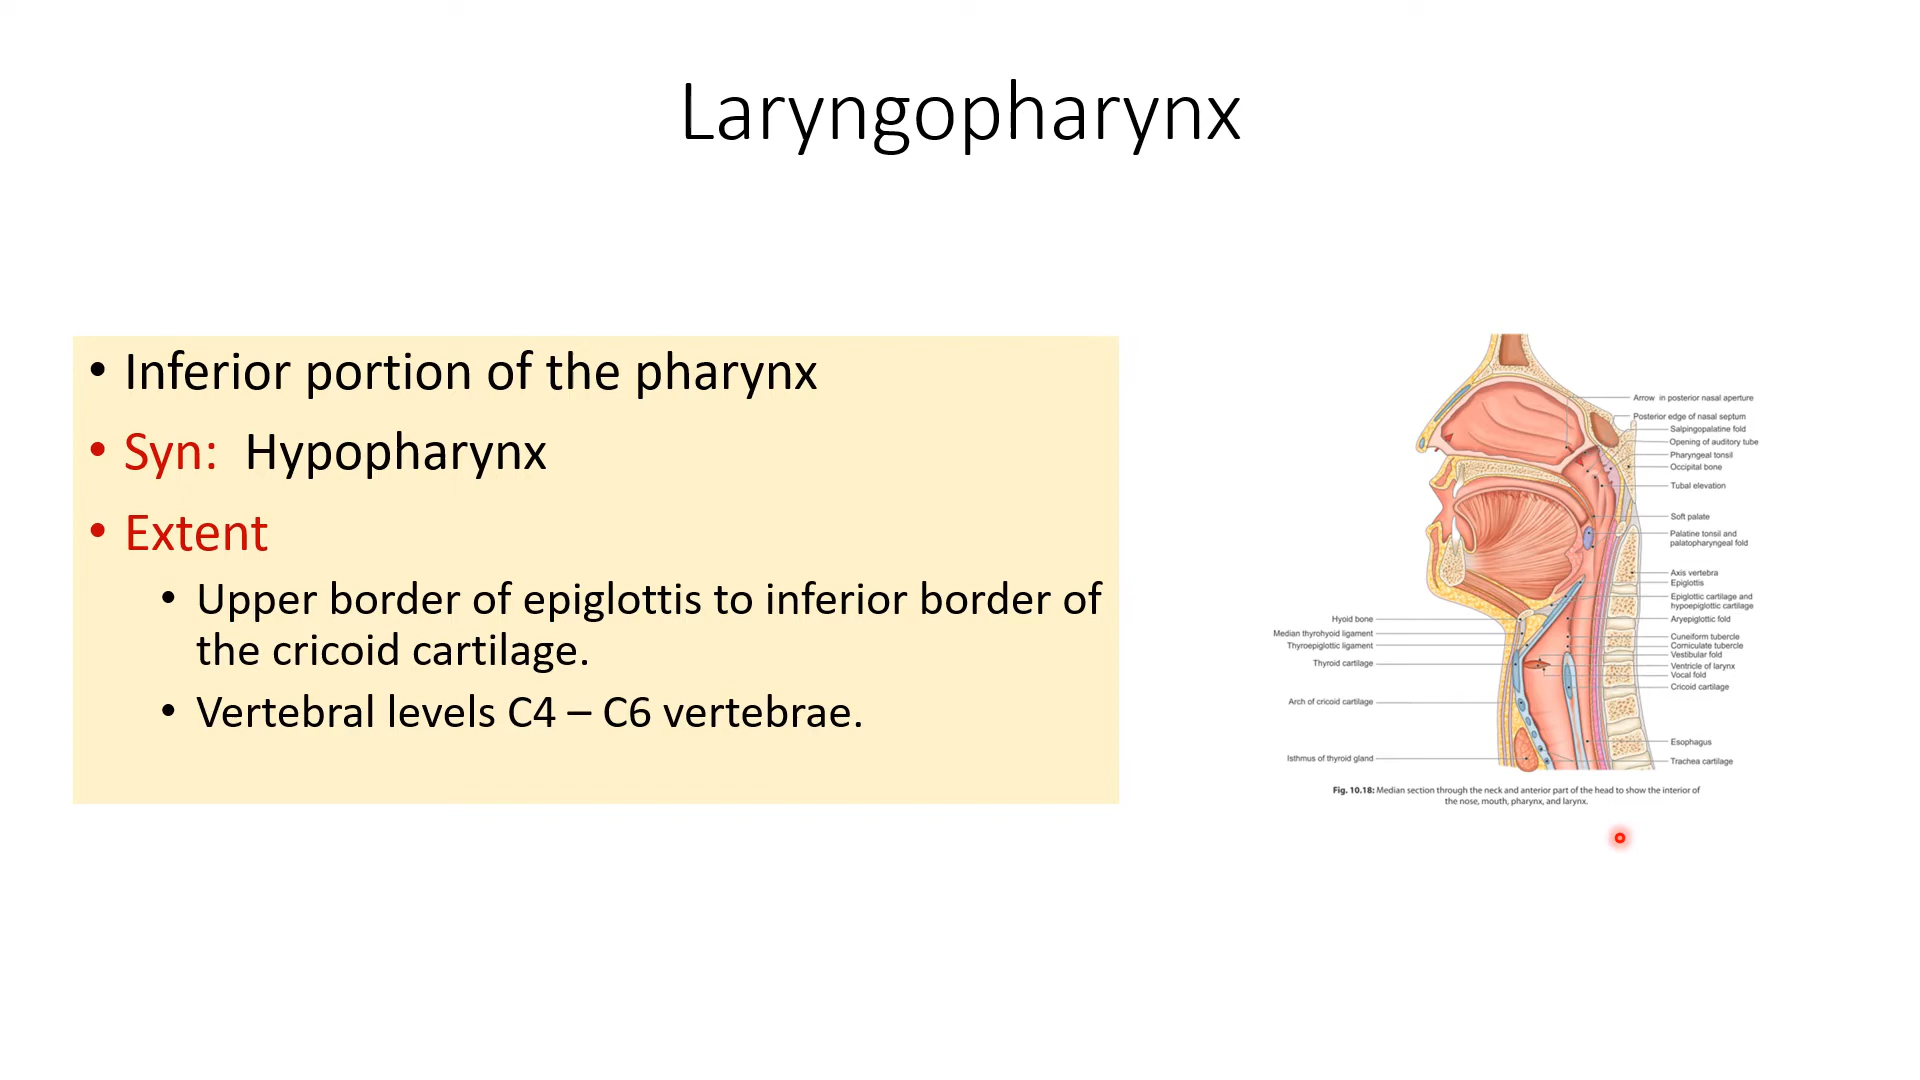 Laryngopharynx
• Inferior portion of the pharynx
• Syn: Hypopharynx
• Extent
• Upper border of epiglottis to inferior border of
the cricoid cartilage.
• Vertebral levels C4 – C6 vertebrae.
Arrow in posterior nasal aperture
Posterior edge of nasal septum
Salpingopalatine fold
Opening of auditory tube
Pharyngeal tonsil
Occipital bone
Tubal elevation
Soft palate
Palatine tonsil and
palatopharyngeal fold
Axis vertebra
Epiglottis
Epiglottic cartilage and
hypoepiglottic cartilage
Aryepiglottic fold
Cuneiform tubercle
Corniculate tubercle
Vestibular fold
Ventricle of larynx
Vocal fold
Cricoid cartilage
Esophagus
Trachea cartilage
Hyoid bone
Median thyrohyoid ligament
Thyroepiglottic ligament
Thyroid cartilage
Arch of cricoid cartilage
Isthmus of thyroid gland
Fig. 10.18: Median section through the neck and anterior part of the head to show the interior of
the nose, mouth, pharynx, and larynx.